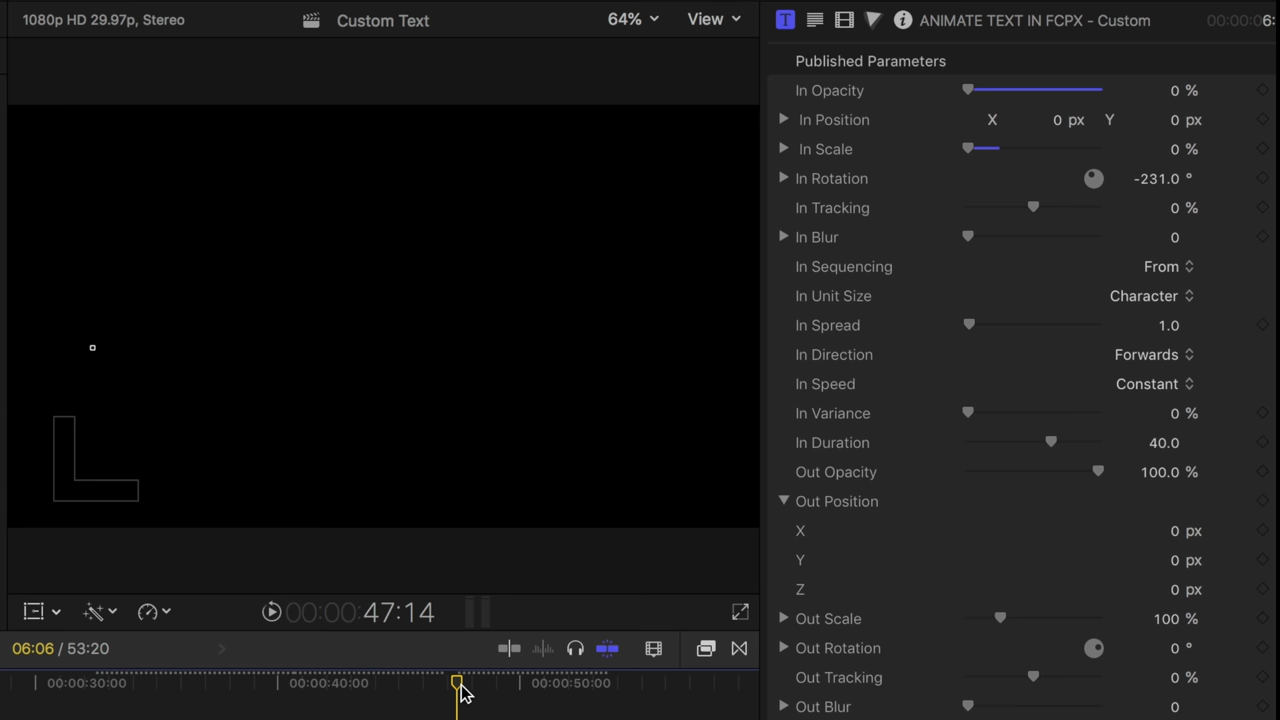 1080p HD 29.97p, Stereo
Custom Text
64%
View
T
ANIMATE TEXT IN FCPX - Custom
00:00:06:
Published Parameters
In Opacity 0 %
In Position X 0 px Y 0 px
In Scale 0 %
In Rotation -231.0 °
In Tracking 0 %
In Blur 0
In Sequencing From
In Unit Size Character
In Spread 1.0
In Direction Forwards
In Speed Constant
In Variance 0 %
In Duration 40.0
Out Opacity 100.0 %
Out Position
X 0 px
Y 0 px
Z 0 px
Out Scale 100 %
Out Rotation 0 °
Out Tracking 0 %
Out Blur 0
00:00:47:14
06:06 / 53:20
00:00:30:00
00:00:40:00
00:00:50:00